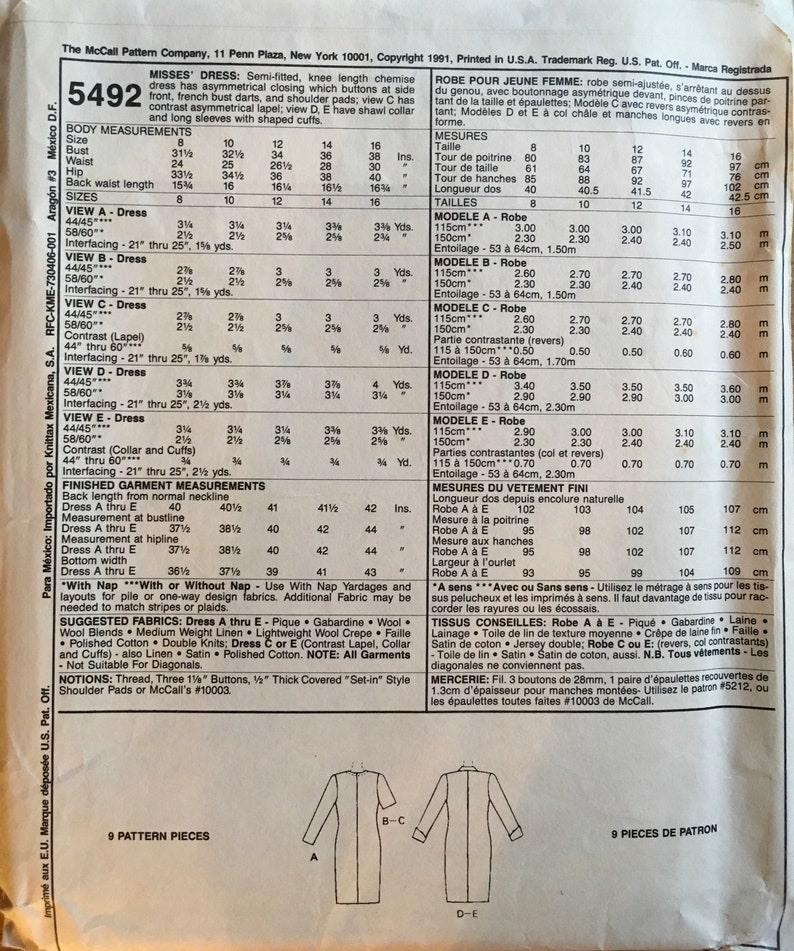 The McCall Pattern Company, 11 Penn Plaza, New York 10001, Copyright 1991, Printed in U.S.A. Trademark Reg. U.S. Pat. Off. - Marca Registrada
5492
MISSES' DRESS: Semi-fitted, knee length chemise
dress has asymmetrical closing which buttons at side
front, french bust darts, and shoulder pads; view C has
contrast asymmetrical lapel; view D, E have shawl collar
and long sleeves with shaped cuffs.
BODY MEASUREMENTS
Size 8 10 12 14 16
Bust 31½ 32½ 34 36 38 Ins.
Waist 24 25 26½ 28 30 "
Hip 33½ 34½ 36 38 40 "
Back waist length 15¾ 16 16¼ 16½ 16¾ "
SIZES 8 10 12 14 16
VIEW A - Dress
44/45"*** 3¼ 3¼ 3¼ 3⅜ 3⅜ Yds.
58/60"* 2½ 2½ 2⅝ 2⅝ 2¾ "
Interfacing - 21" thru 25", 1⅝ yds.
VIEW B - Dress
44/45"*** 2⅞ 2⅞ 3 3 3 Yds.
58/60"* 2½ 2½ 2⅝ 2⅝ 2⅝ "
Interfacing - 21" thru 25", 1⅝ yds.
VIEW C - Dress
44/45"*** 2⅞ 2⅞ 3 3 3 Yds.
58/60"* 2½ 2½ 2⅝ 2⅝ 2⅝ "
Contrast (Lapel)
44" thru 60"*** ⅝ ⅝ ⅝ ⅝ ⅝ Yd.
Interfacing - 21" thru 25", 1⅞ yds.
VIEW D - Dress
44/45"*** 3¾ 3¾ 3⅞ 3⅞ 4 Yds.
58/60"* 3⅛ 3⅛ 3¼ 3¼ 3¼ "
Interfacing - 21" thru 25", 2½ yds.
VIEW E - Dress
44/45"*** 3¼ 3¼ 3¼ 3⅜ 3⅜ Yds.
58/60"* 2½ 2½ 2⅝ 2⅝ 2⅝ "
Contrast (Collar and Cuffs)
44" thru 60"*** ¾ ¾ ¾ ¾ ¾ Yd.
Interfacing - 21" thru 25", 2½ yds.
FINISHED GARMENT MEASUREMENTS
Back length from normal neckline
Dress A thru E 40 40½ 41 41½ 42 Ins.
Measurement at bustline
Dress A thru E 37½ 38½ 40 42 44 "
Measurement at hipline
Dress A thru E 37½ 38½ 40 42 44 "
Bottom width
Dress A thru E 36½ 37½ 39 41 43 "
*With Nap ***With or Without Nap - Use With Nap Yardages and
layouts for pile or one-way design fabrics. Additional Fabric may be
needed to match stripes or plaids.
SUGGESTED FABRICS: Dress A thru E - Pique • Gabardine • Wool •
Wool Blends • Medium Weight Linen • Lightweight Wool Crepe • Faille
• Polished Cotton • Double Knits; Dress C or E (Contrast Lapel, Collar
and Cuffs) - also Linen • Satin • Polished Cotton. NOTE: All Garments
- Not Suitable For Diagonals.
NOTIONS: Thread, Three 1⅛" Buttons, ½" Thick Covered "Set-in" Style
Shoulder Pads or McCall's #10003.
ROBE POUR JEUNE FEMME: robe semi-ajustée, s'arrêtant au dessus
du genou, avec boutonnage asymétrique devant, pinces de poitrine par-
tant de la taille et épaulettes; Modèle C avec revers asymétrique contras-
tant; Modèles D et E à col châle et manches longues avec revers en
forme.
MESURES
Taille 8 10 12 14 16
Tour de poitrine 80 83 87 92 97 cm
Tour de taille 61 64 67 71 76 cm
Tour de hanches 85 88 92 97 102 cm
Longueur dos 40 40.5 41.5 42 42.5 cm
TAILLES 8 10 12 14 16
MODELE A - Robe
115cm*** 3.00 3.00 3.00 3.10 3.10 m
150cm* 2.30 2.30 2.40 2.40 2.50 m
Entoilage - 53 à 64cm, 1.50m
MODELE B - Robe
115cm*** 2.60 2.70 2.70 2.70 2.80 m
150cm* 2.30 2.30 2.40 2.40 2.40 m
Entoilage - 53 à 64cm, 1.50m
MODELE C - Robe
115cm*** 2.60 2.70 2.70 2.70 2.80 m
150cm* 2.30 2.30 2.40 2.40 2.40 m
Partie contrastante (revers)
115 à 150cm***0.50 0.50 0.50 0.60 0.60 m
Entoilage - 53 à 64cm, 1.70m
MODELE D - Robe
115cm*** 3.40 3.50 3.50 3.50 3.60 m
150cm* 2.90 2.90 2.90 3.00 3.00 m
Entoilage - 53 à 64cm, 2.30m
MODELE E - Robe
115cm*** 2.90 3.00 3.10 3.10 3.10 m
150cm* 2.30 2.30 2.40 2.40 2.40 m
Parties contrastantes (col et revers)
115 à 150cm***0.70 0.70 0.70 0.70 0.70 m
Entoilage - 53 à 64cm, 2.30m
MESURES DU VETEMENT FINI
Longueur dos depuis encolure naturelle
Robe A à E 102 103 104 105 107 cm
Mesure à la poitrine
Robe A à E 95 98 102 107 112 cm
Mesure aux hanches
Robe A à E 95 98 102 107 112 cm
Largeur à l'ourlet
Robe A à E 93 95 99 104 109 cm
*A sens ***Avec ou Sans sens - Utilisez le métrage à sens pour les tis-
sus pelucheux et les imprimés à sens. Il faut davantage de tissu pour rac-
corder les rayures ou les écossais.
TISSUS CONSEILLES: Robe A à E - Piqué • Gabardine • Laine •
Lainage • Toile de lin de texture moyenne • Crêpe de laine fin • Faille •
Satin de coton • Jersey double; Robe C ou E: (revers, col contrastants)
- Toile de lin • Satin • Satin de coton, aussi. N.B. Tous vêtements - Les
diagonales ne conviennent pas.
MERCERIE: Fil. 3 boutons de 28mm, 1 paire d'épaulettes recouvertes de
1.3cm d'épaisseur pour manches montées- Utilisez le patron #5212, ou
les épaulettes toutes faites #10003 de McCall.
Imprimé aux E.U. Marque déposée U.S. Pat. Off. Para México: Importado por Knittax Mexicana, S.A. RFC-KME-730406-001 Aragón #3 México D.F.
9 PATTERN PIECES
A
B–C
D–E
9 PIECES DE PATRON